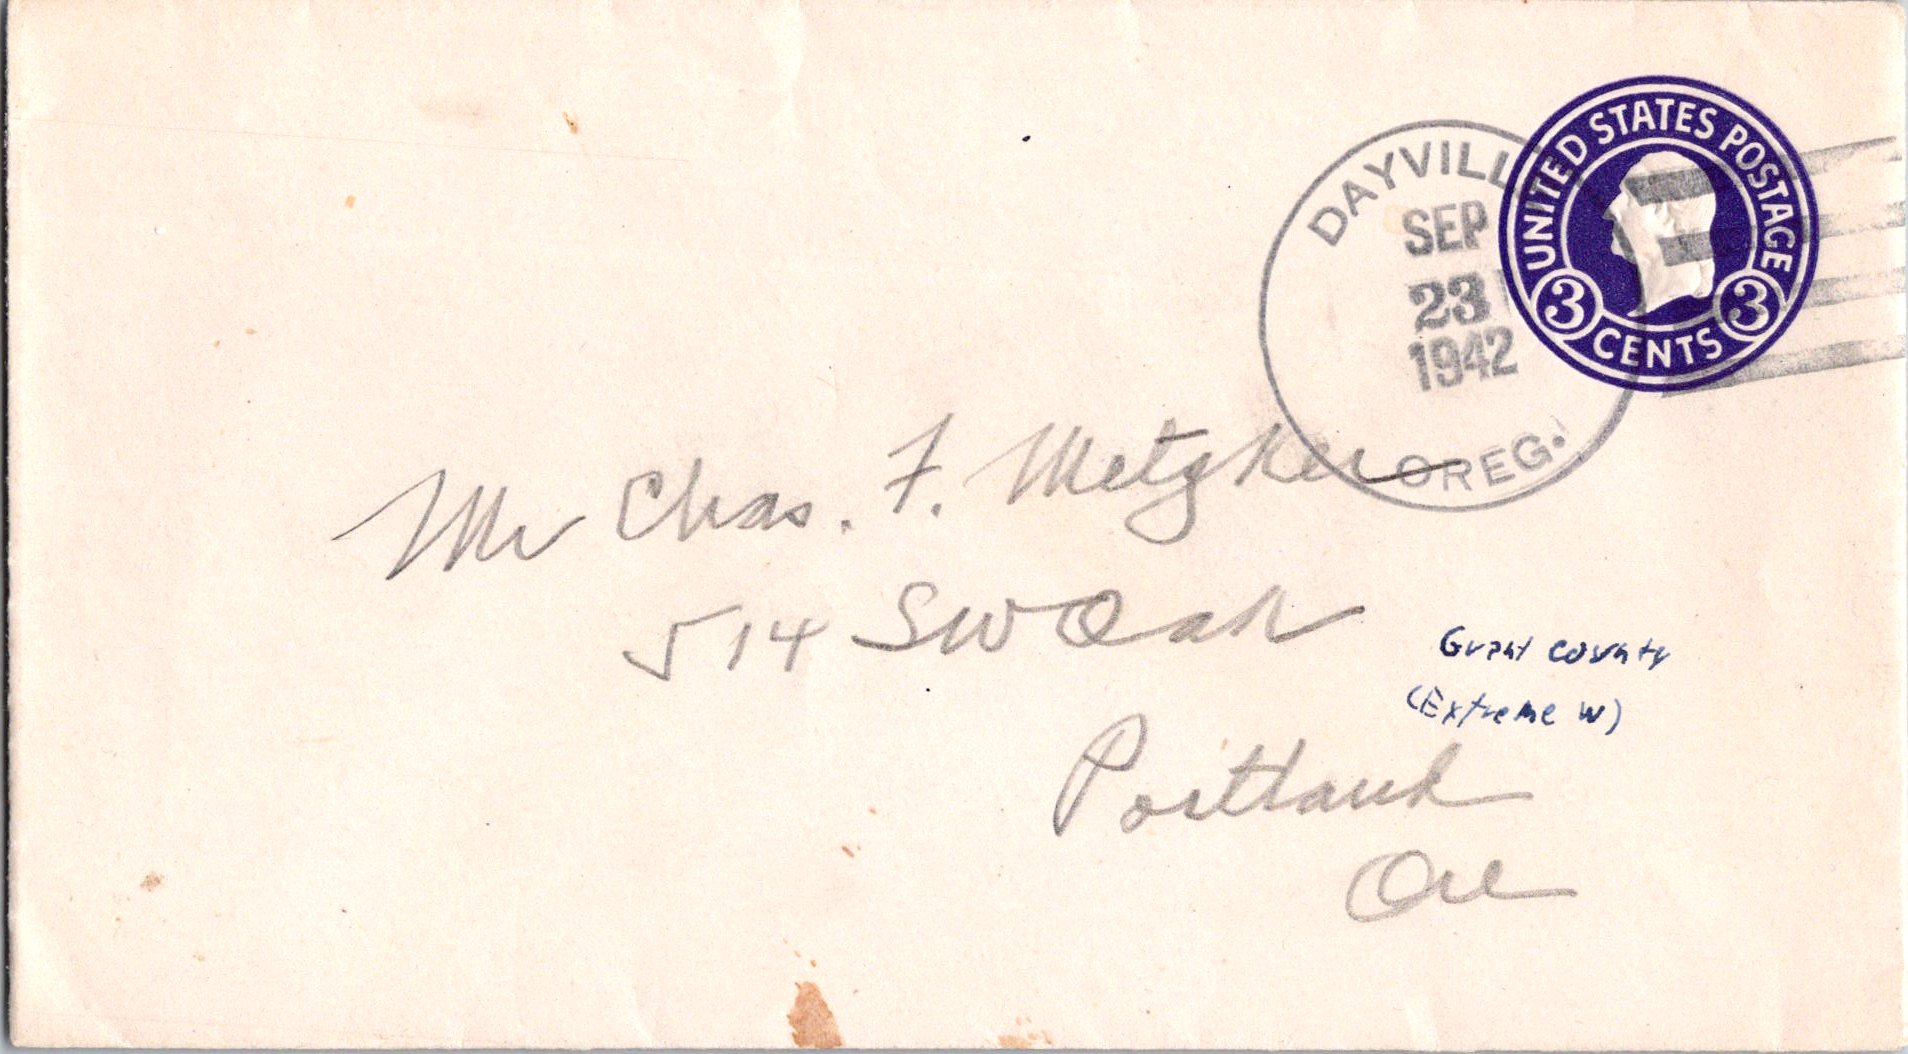 UNITED STATES POSTAGE
3 CENTS 3
DAYVILL
SEP
23
1942
OREG.
Mr Chas. F. Metzker
514 SW Oak
Grant County
(Extreme W)
Portland
Ore